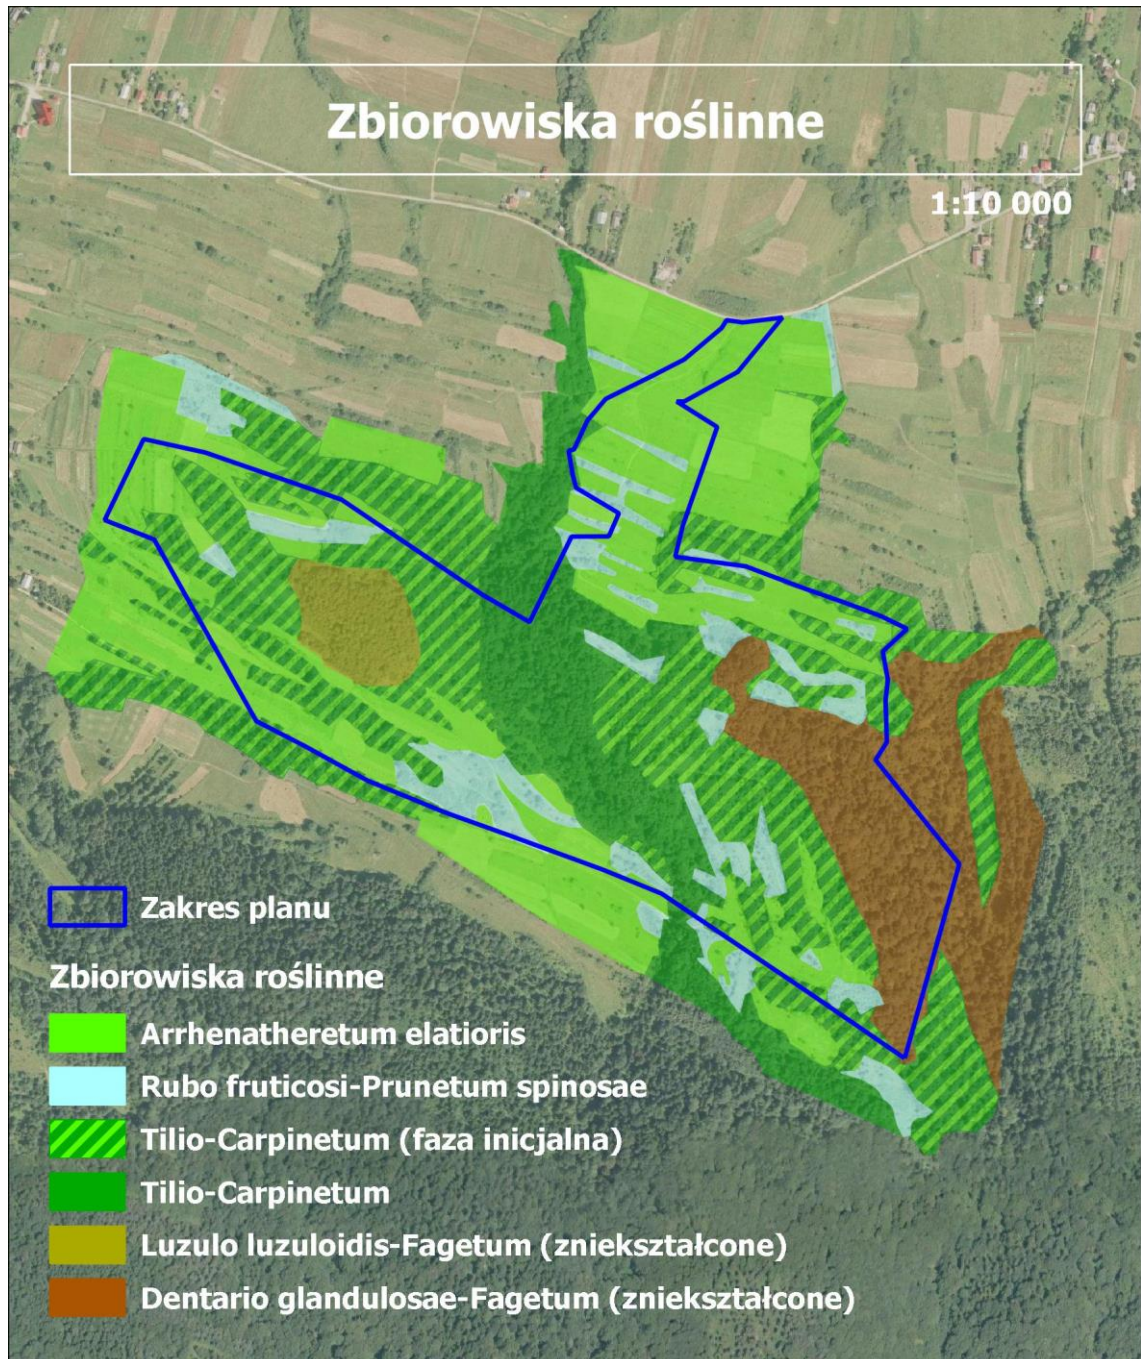 Zbiorowiska roślinne
1:10 000
Zakres planu
Zbiorowiska roślinne
Arrhenatheretum elatioris
Rubo fruticosi-Prunetum spinosae
Tilio-Carpinetum (faza inicjalna)
Tilio-Carpinetum
Luzulo luzuloidis-Fagetum (zniekształcone)
Dentario glandulosae-Fagetum (zniekształcone)